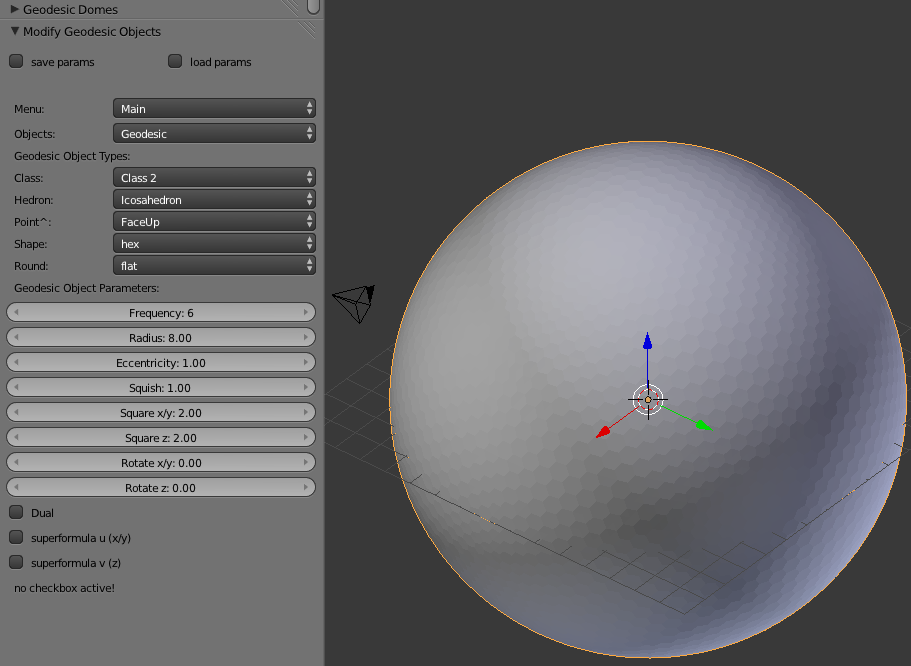 Geodesic Domes
Modify Geodesic Objects
save params load params
Menu: Main
Objects: Geodesic
Geodesic Object Types:
Class: Class 2
Hedron: Icosahedron
Point^: FaceUp
Shape: hex
Round: flat
Geodesic Object Parameters:
Frequency: 6
Radius: 8.00
Eccentricity: 1.00
Squish: 1.00
Square x/y: 2.00
Square z: 2.00
Rotate x/y: 0.00
Rotate z: 0.00
Dual
superformula u (x/y)
superformula v (z)
no checkbox active!